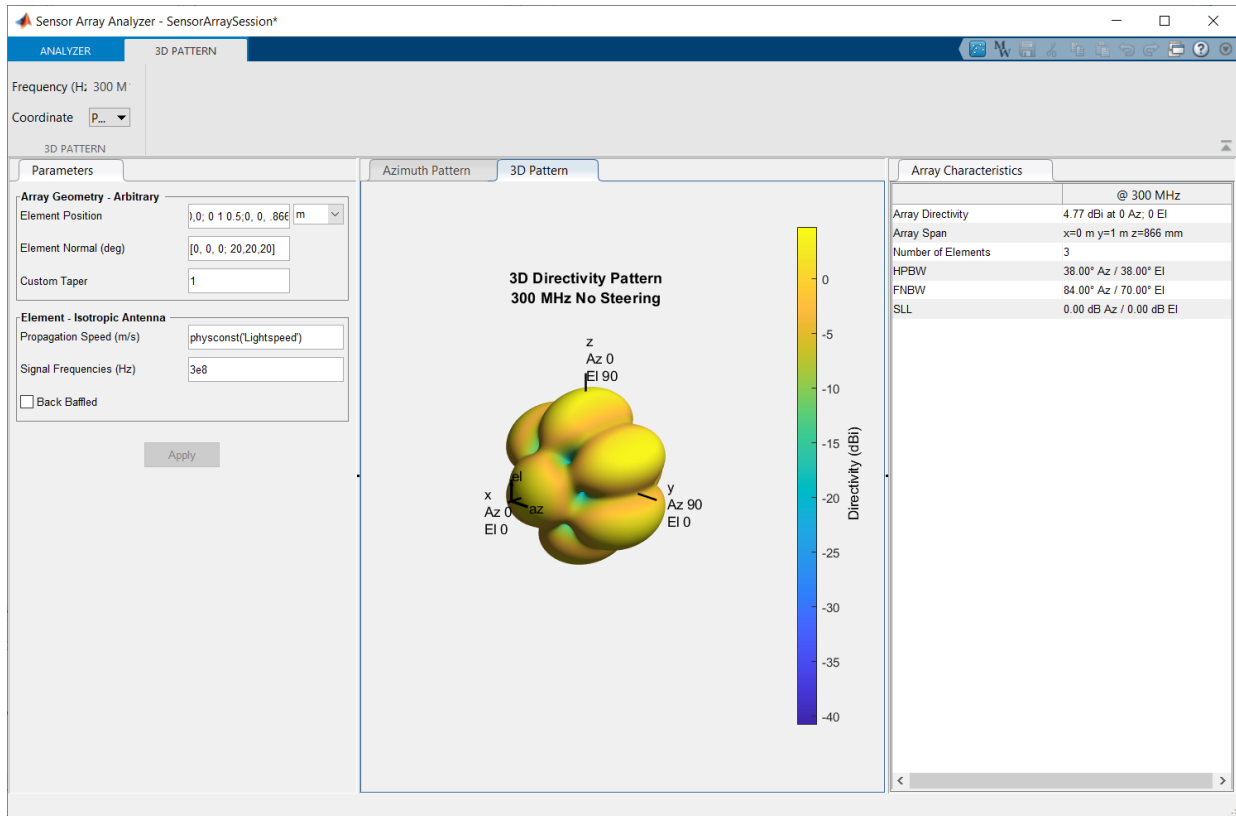 Sensor Array Analyzer - SensorArraySession*
ANALYZER
3D PATTERN
Frequency (H: 300 M
Coordinate P...
3D PATTERN
Parameters
Array Geometry - Arbitrary
Element Position ),0; 0 1 0.5;0, 0, .866 m
Element Normal (deg) [0, 0, 0; 20,20,20]
Custom Taper 1
Element - Isotropic Antenna
Propagation Speed (m/s) physconst('Lightspeed')
Signal Frequencies (Hz) 3e8
Back Baffled
Apply
Azimuth Pattern
3D Pattern
3D Directivity Pattern
300 MHz No Steering
z
Az 0
El 90
el
x
Az 0
El 0
az
y
Az 90
El 0
0
-5
-10
-15
-20
-25
-30
-35
-40
Directivity (dBi)
Array Characteristics
@ 300 MHz
Array Directivity 4.77 dBi at 0 Az; 0 El
Array Span x=0 m y=1 m z=866 mm
Number of Elements 3
HPBW 38.00° Az / 38.00° El
FNBW 84.00° Az / 70.00° El
SLL 0.00 dB Az / 0.00 dB El